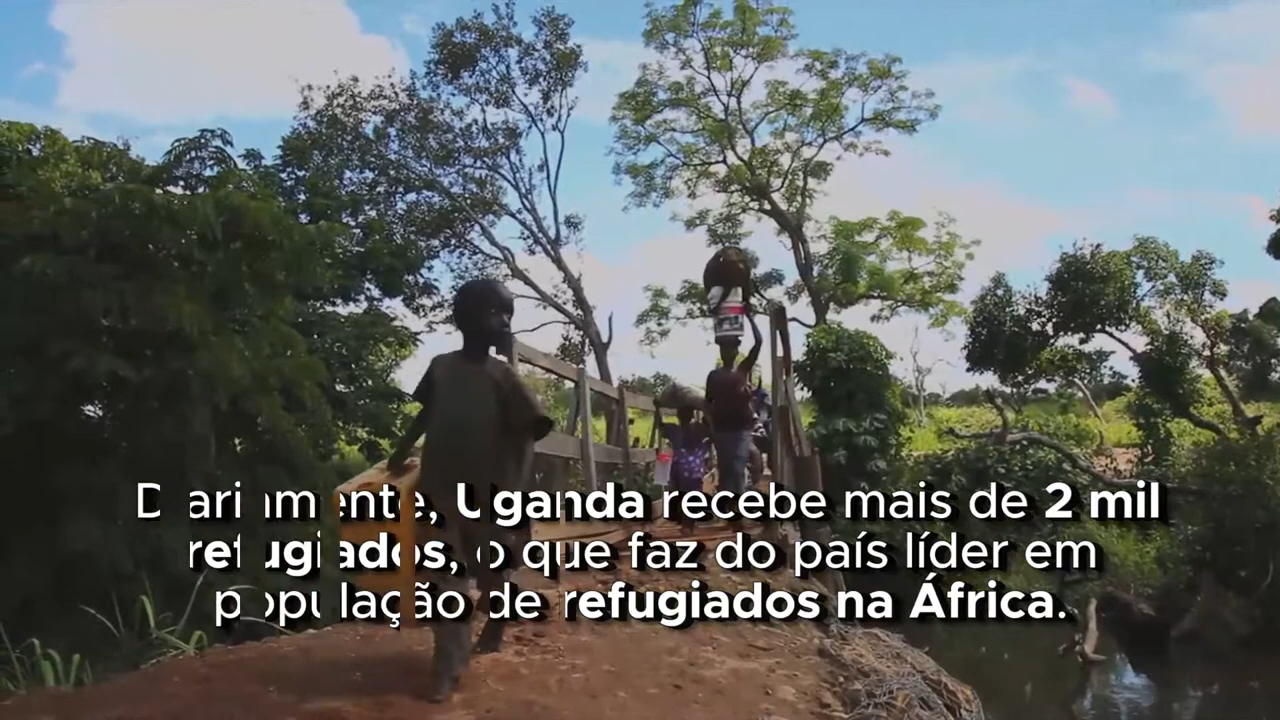 Diariamente, Uganda recebe mais de 2 mil
refugiados, o que faz do país líder em
população de refugiados na África.